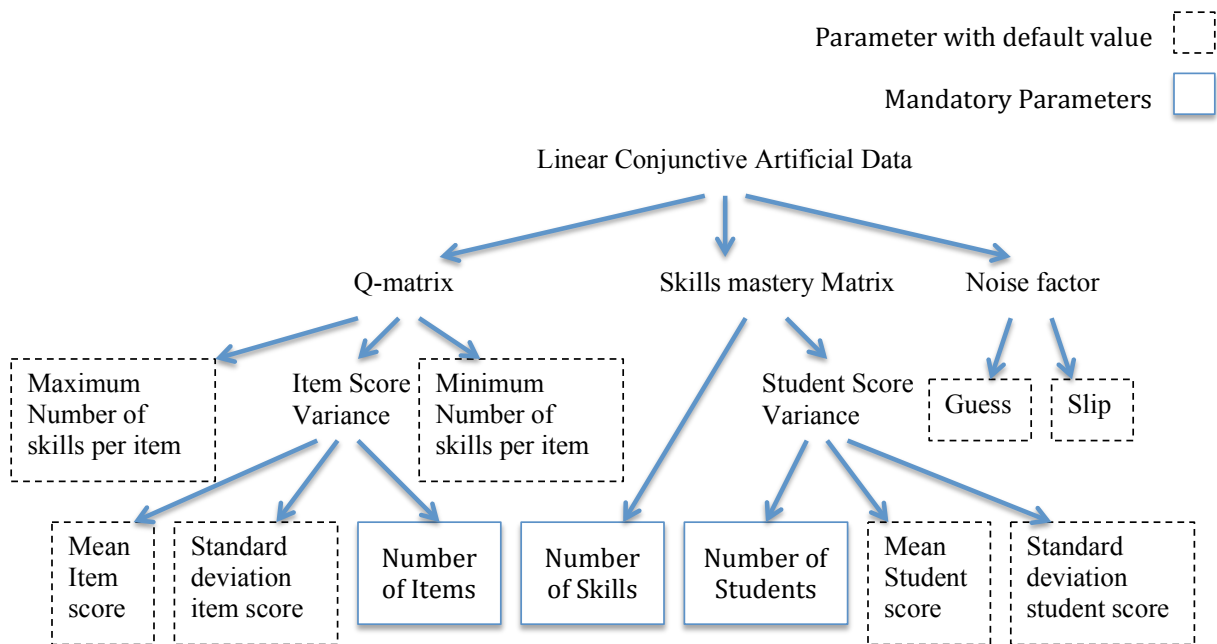 Parameter with default value
Mandatory Parameters
Linear Conjunctive Artificial Data
Q-matrix
Skills mastery Matrix
Noise factor
Maximum
Number of
skills per item
Item Score
Variance
Minimum
Number of
skills per item
Student Score
Variance
Guess
Slip
Mean
Item
score
Standard
deviation
item score
Number
of Items
Number
of Skills
Number of
Students
Mean
Student
score
Standard
deviation
student score